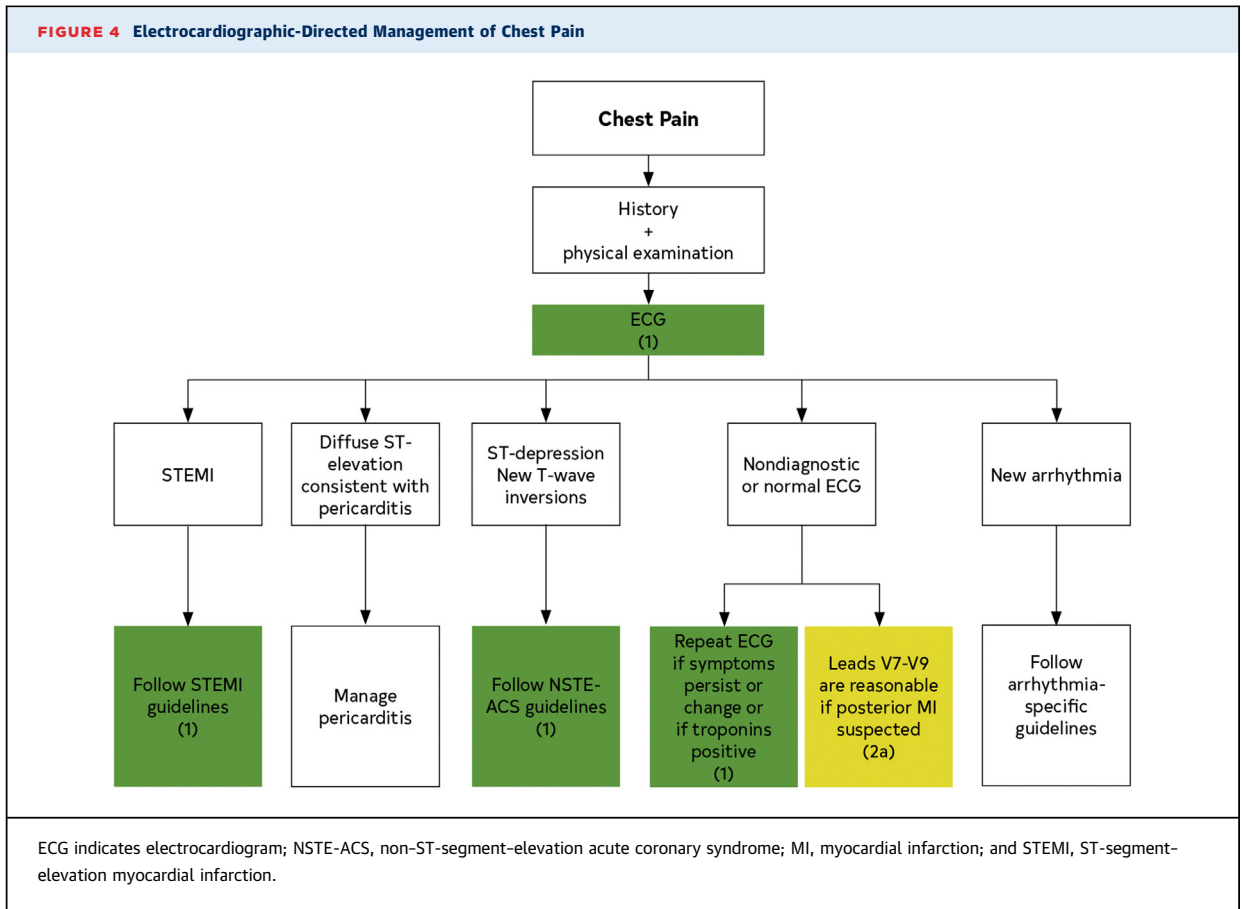 FIGURE 4 Electrocardiographic-Directed Management of Chest Pain
Chest Pain
History
+
physical examination
ECG
(1)
STEMI
Diffuse ST-
elevation
consistent with
pericarditis
ST-depression
New T-wave
inversions
Nondiagnostic
or normal ECG
New arrhythmia
Follow STEMI
guidelines
(1)
Manage
pericarditis
Follow NSTE-
ACS guidelines
(1)
Repeat ECG
if symptoms
persist or
change or
if troponins
positive
(1)
Leads V7-V9
are reasonable
if posterior MI
suspected
(2a)
Follow
arrhythmia-
specific
guidelines
ECG indicates electrocardiogram; NSTE-ACS, non–ST-segment–elevation acute coronary syndrome; MI, myocardial infarction; and STEMI, ST-segment–
elevation myocardial infarction.